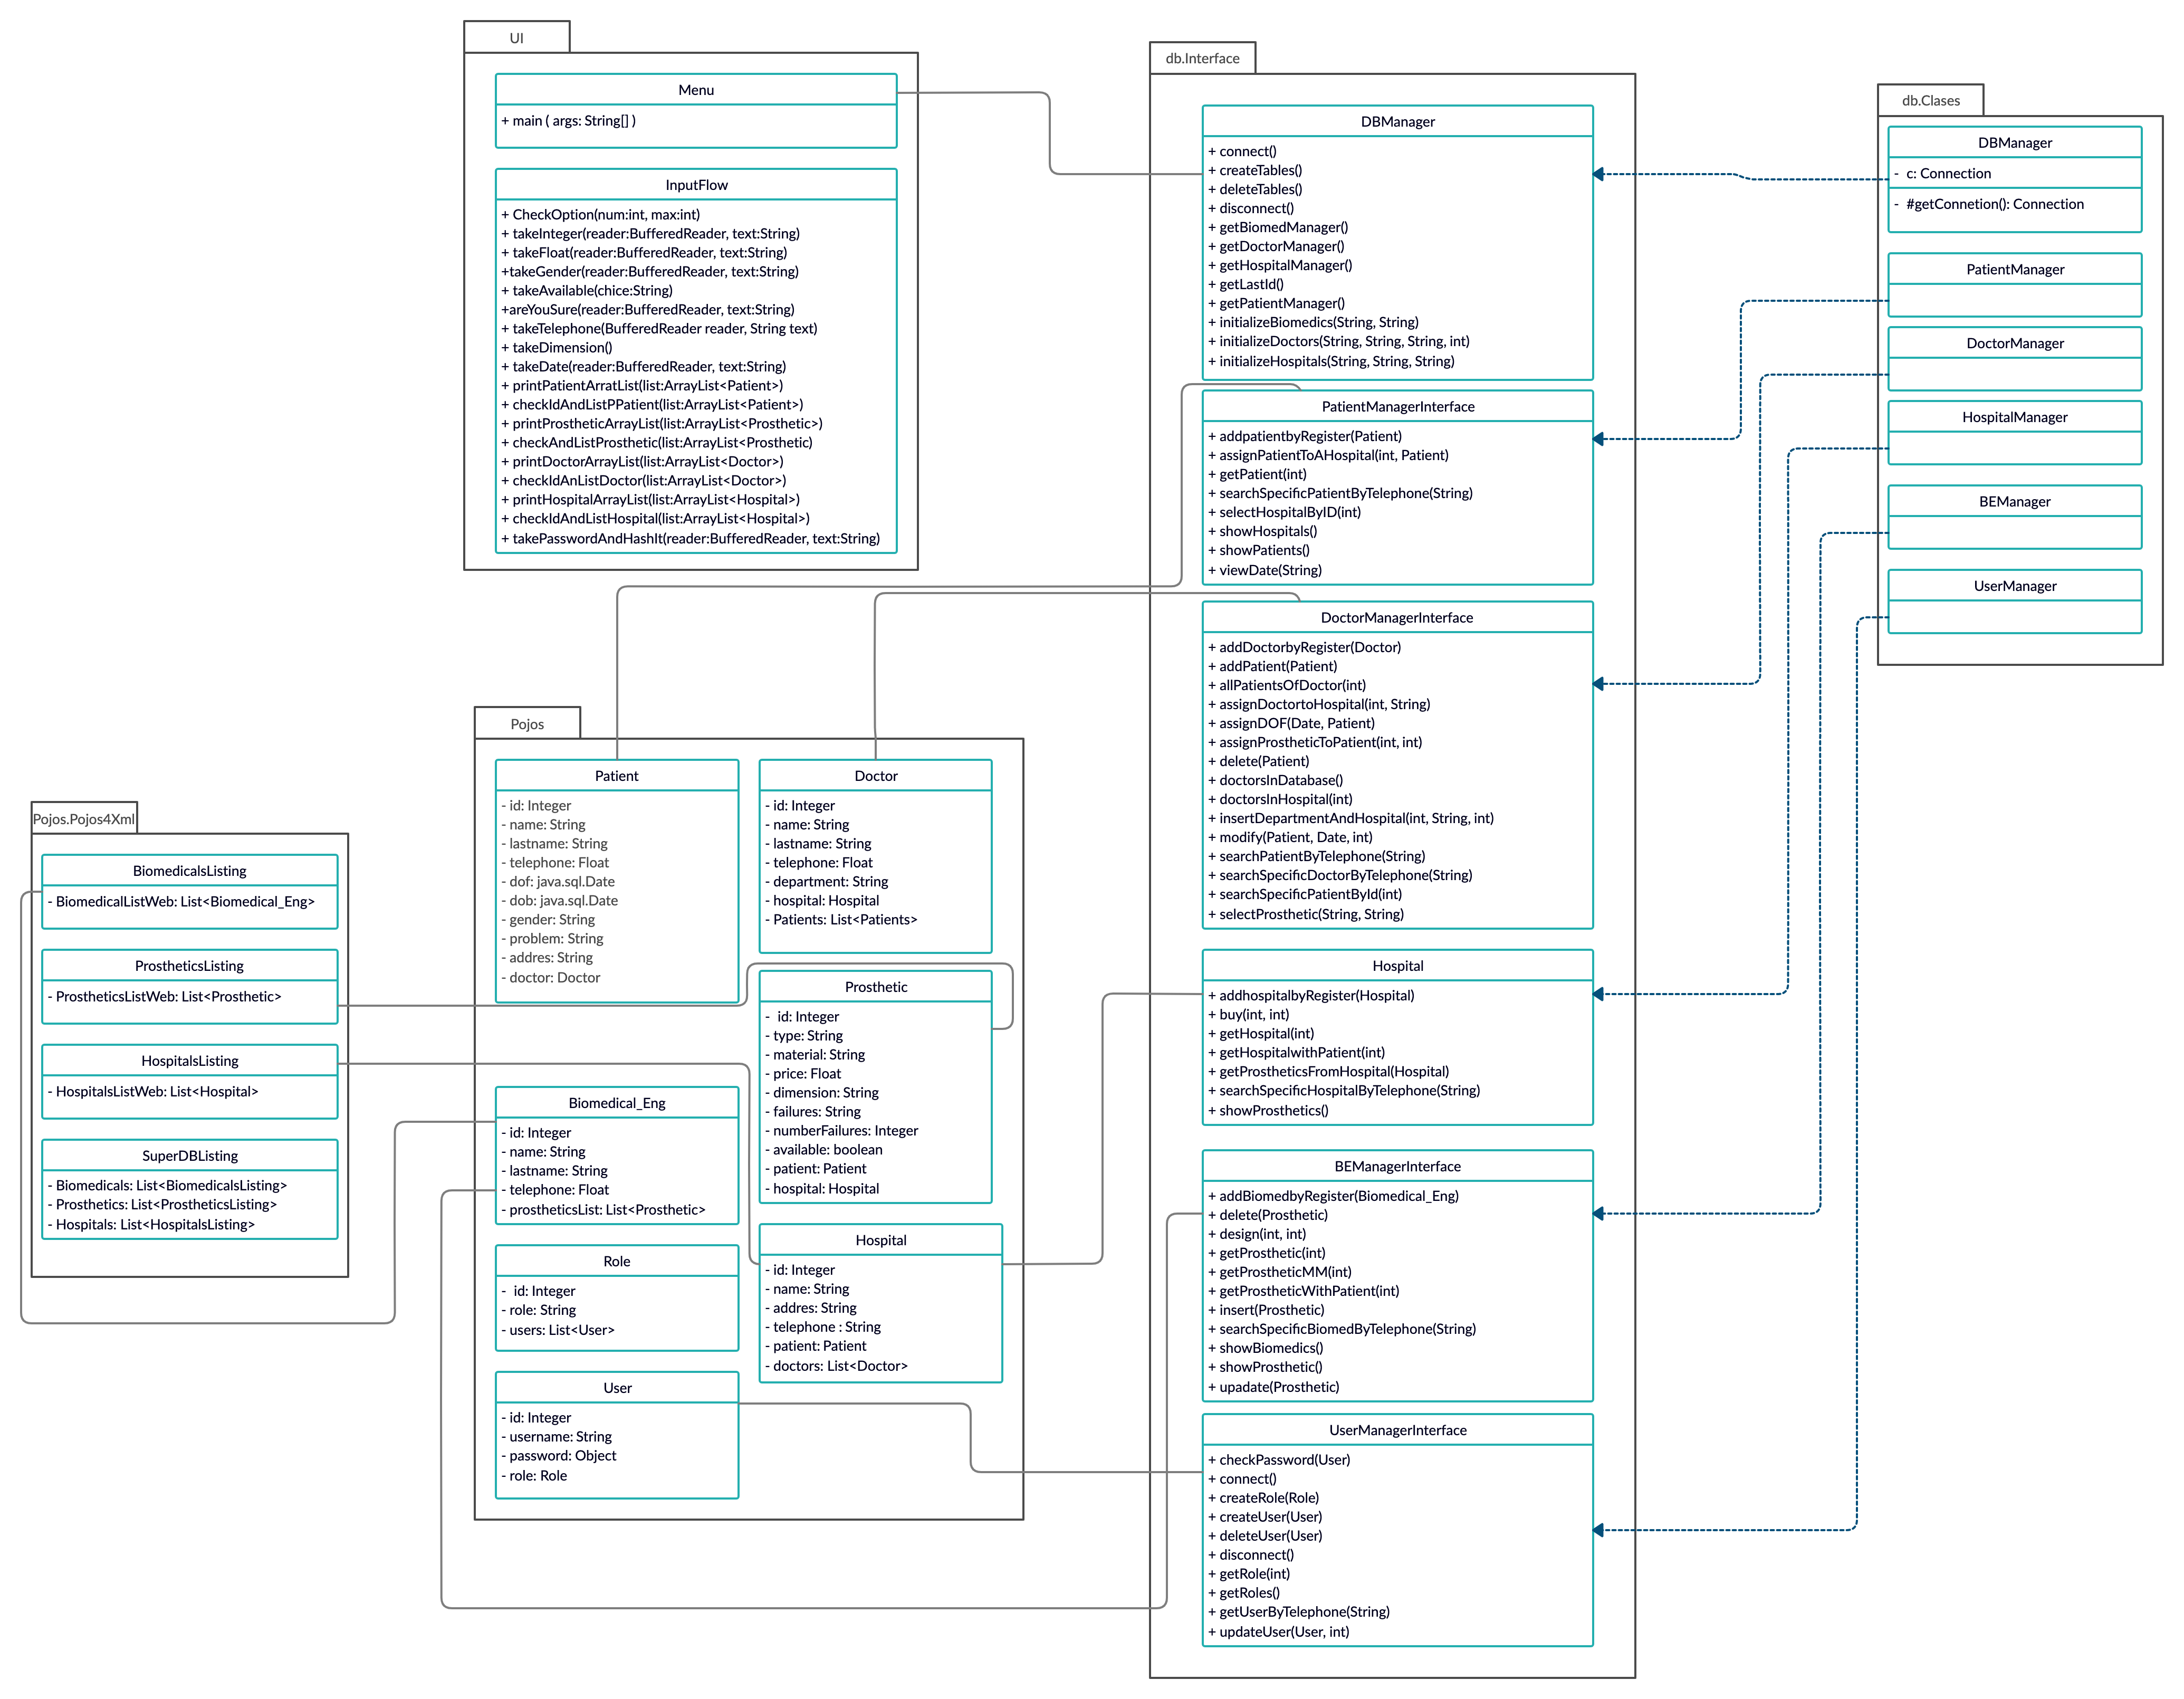 UI
Menu
+ main ( args: String[] )
InputFlow
+ CheckOption(num:int, max:int)
+ takeInteger(reader:BufferedReader, text:String)
+ takeFloat(reader:BufferedReader, text:String)
+takeGender(reader:BufferedReader, text:String)
+ takeAvailable(chice:String)
+areYouSure(reader:BufferedReader, text:String)
+ takeTelephone(BufferedReader reader, String text)
+ takeDimension()
+ takeDate(reader:BufferedReader, text:String)
+ printPatientArratList(list:ArrayList<Patient>)
+ checkIdAndListPPatient(list:ArrayList<Patient>)
+ printProstheticArrayList(list:ArrayList<Prosthetic>)
+ checkAndListProsthetic(list:ArrayList<Prosthetic)
+ printDoctorArrayList(list:ArrayList<Doctor>)
+ checkIdAnListDoctor(list:ArrayList<Doctor>)
+ printHospitalArrayList(list:ArrayList<Hospital>)
+ checkIdAndListHospital(list:ArrayList<Hospital>)
+ takePasswordAndHashIt(reader:BufferedReader, text:String)
db.Interface
DBManager
+ connect()
+ createTables()
+ deleteTables()
+ disconnect()
+ getBiomedManager()
+ getDoctorManager()
+ getHospitalManager()
+ getLastId()
+ getPatientManager()
+ initializeBiomedics(String, String)
+ initializeDoctors(String, String, String, int)
+ initializeHospitals(String, String, String)
PatientManagerInterface
+ addpatientbyRegister(Patient)
+ assignPatientToAHospital(int, Patient)
+ getPatient(int)
+ searchSpecificPatientByTelephone(String)
+ selectHospitalByID(int)
+ showHospitals()
+ showPatients()
+ viewDate(String)
DoctorManagerInterface
+ addDoctorbyRegister(Doctor)
+ addPatient(Patient)
+ allPatientsOfDoctor(int)
+ assignDoctortoHospital(int, String)
+ assignDOF(Date, Patient)
+ assignProstheticToPatient(int, int)
+ delete(Patient)
+ doctorsInDatabase()
+ doctorsInHospital(int)
+ insertDepartmentAndHospital(int, String, int)
+ modify(Patient, Date, int)
+ searchPatientByTelephone(String)
+ searchSpecificDoctorByTelephone(String)
+ searchSpecificPatientById(int)
+ selectProsthetic(String, String)
Hospital
+ addhospitalbyRegister(Hospital)
+ buy(int, int)
+ getHospital(int)
+ getHospitalwithPatient(int)
+ getProstheticsFromHospital(Hospital)
+ searchSpecificHospitalByTelephone(String)
+ showProsthetics()
BEManagerInterface
+ addBiomedbyRegister(Biomedical_Eng)
+ delete(Prosthetic)
+ design(int, int)
+ getProsthetic(int)
+ getProstheticMM(int)
+ getProstheticWithPatient(int)
+ insert(Prosthetic)
+ searchSpecificBiomedByTelephone(String)
+ showBiomedics()
+ showProsthetic()
+ upadate(Prosthetic)
UserManagerInterface
+ checkPassword(User)
+ connect()
+ createRole(Role)
+ createUser(User)
+ deleteUser(User)
+ disconnect()
+ getRole(int)
+ getRoles()
+ getUserByTelephone(String)
+ updateUser(User, int)
db.Clases
DBManager
- c: Connection
- #getConnetion(): Connection
PatientManager
DoctorManager
HospitalManager
BEManager
UserManager
Pojos
Patient
- id: Integer
- name: String
- lastname: String
- telephone: Float
- dof: java.sql.Date
- dob: java.sql.Date
- gender: String
- problem: String
- addres: String
- doctor: Doctor
Doctor
- id: Integer
- name: String
- lastname: String
- telephone: Float
- department: String
- hospital: Hospital
- Patients: List<Patients>
Prosthetic
- id: Integer
- type: String
- material: String
- price: Float
- dimension: String
- failures: String
- numberFailures: Integer
- available: boolean
- patient: Patient
- hospital: Hospital
Biomedical_Eng
- id: Integer
- name: String
- lastname: String
- telephone: Float
- prostheticsList: List<Prosthetic>
Role
- id: Integer
- role: String
- users: List<User>
Hospital
- id: Integer
- name: String
- addres: String
- telephone : String
- patient: Patient
- doctors: List<Doctor>
User
- id: Integer
- username: String
- password: Object
- role: Role
Pojos.Pojos4Xml
BiomedicalsListing
- BiomedicalListWeb: List<Biomedical_Eng>
ProstheticsListing
- ProstheticsListWeb: List<Prosthetic>
HospitalsListing
- HospitalsListWeb: List<Hospital>
SuperDBListing
- Biomedicals: List<BiomedicalsListing>
- Prosthetics: List<ProstheticsListing>
- Hospitals: List<HospitalsListing>